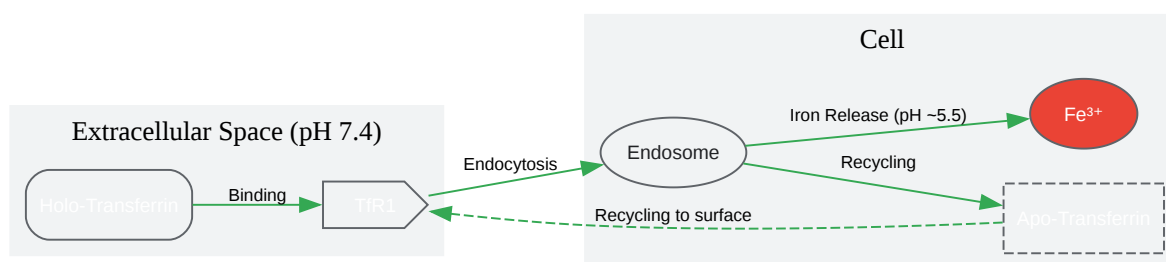 Cell
Extracellular Space (pH 7.4)
Holo-Transferrin
Binding
TfR1
Endocytosis
Endosome
Iron Release (pH ~5.5)
Fe³⁺
Recycling
Apo-Transferrin
Recycling to surface